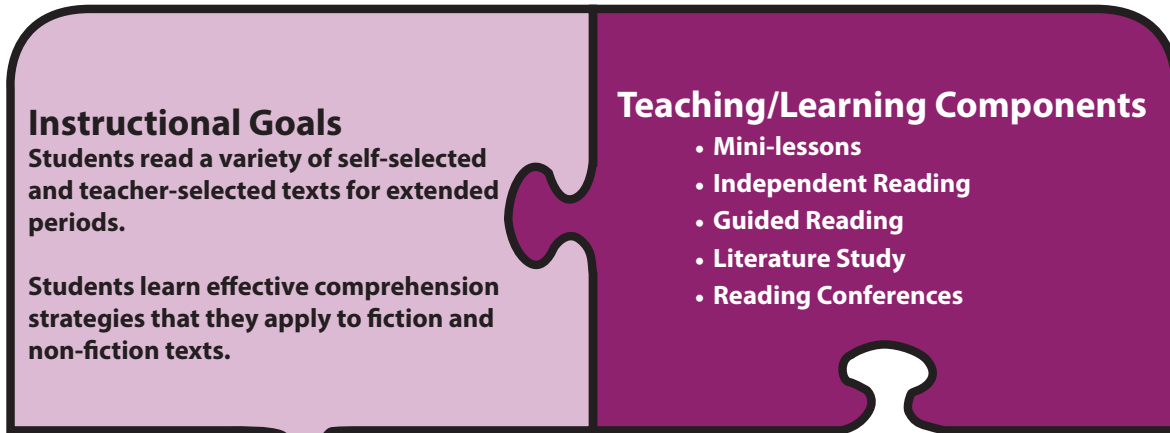 Instructional Goals
Students read a variety of self-selected
and teacher-selected texts for extended
periods.
Students learn effective comprehension
strategies that they apply to fiction and
non-fiction texts.
Teaching/Learning Components
• Mini-lessons
• Independent Reading
• Guided Reading
• Literature Study
• Reading Conferences